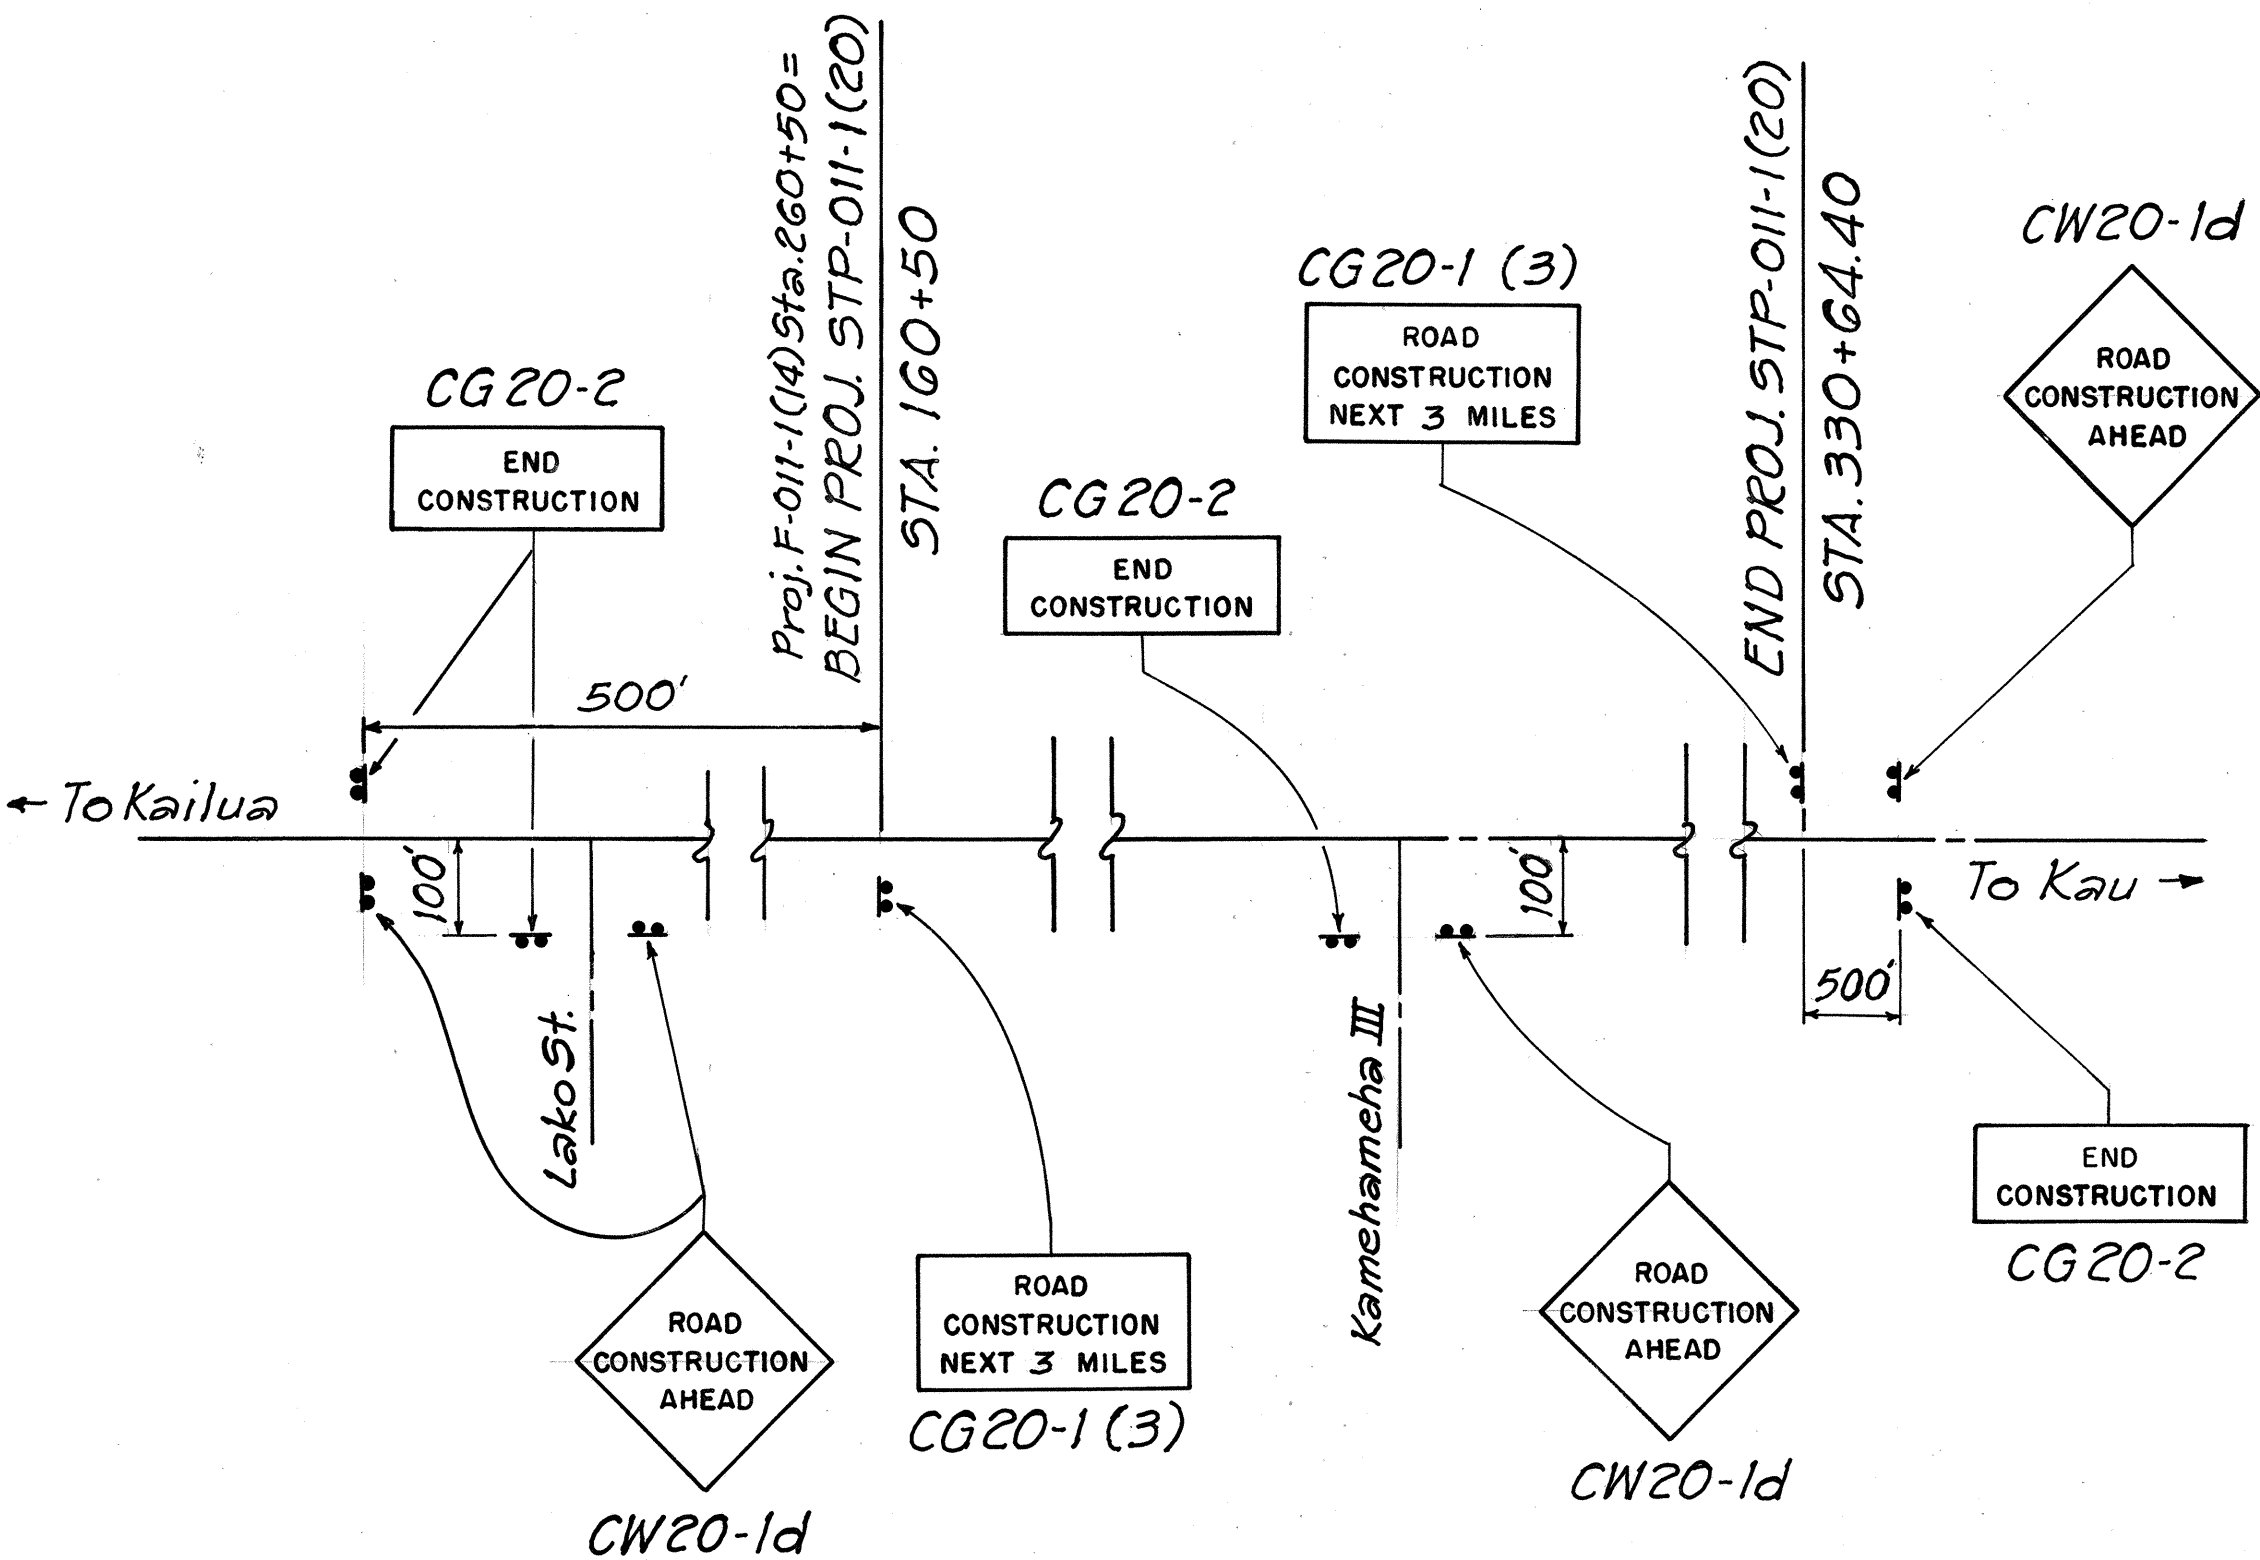 Proj. F-011-1(14) Sta. 260+50=
BEGIN PROJ. STP-011-1(20)
STA. 160+50
END PROJ. STP-011-1(20)
STA. 330+64.40
CW20-1d
ROAD
CONSTRUCTION
AHEAD
CG20-1 (3)
ROAD
CONSTRUCTION
NEXT 3 MILES
CG20-2
END
CONSTRUCTION
CG20-2
END
CONSTRUCTION
500'
← To Kailua
To Kau →
100'
100'
500'
Lako St.
Kamehameha III
ROAD
CONSTRUCTION
AHEAD
CW20-1d
ROAD
CONSTRUCTION
NEXT 3 MILES
CG20-1 (3)
ROAD
CONSTRUCTION
AHEAD
CW20-1d
END
CONSTRUCTION
CG20-2